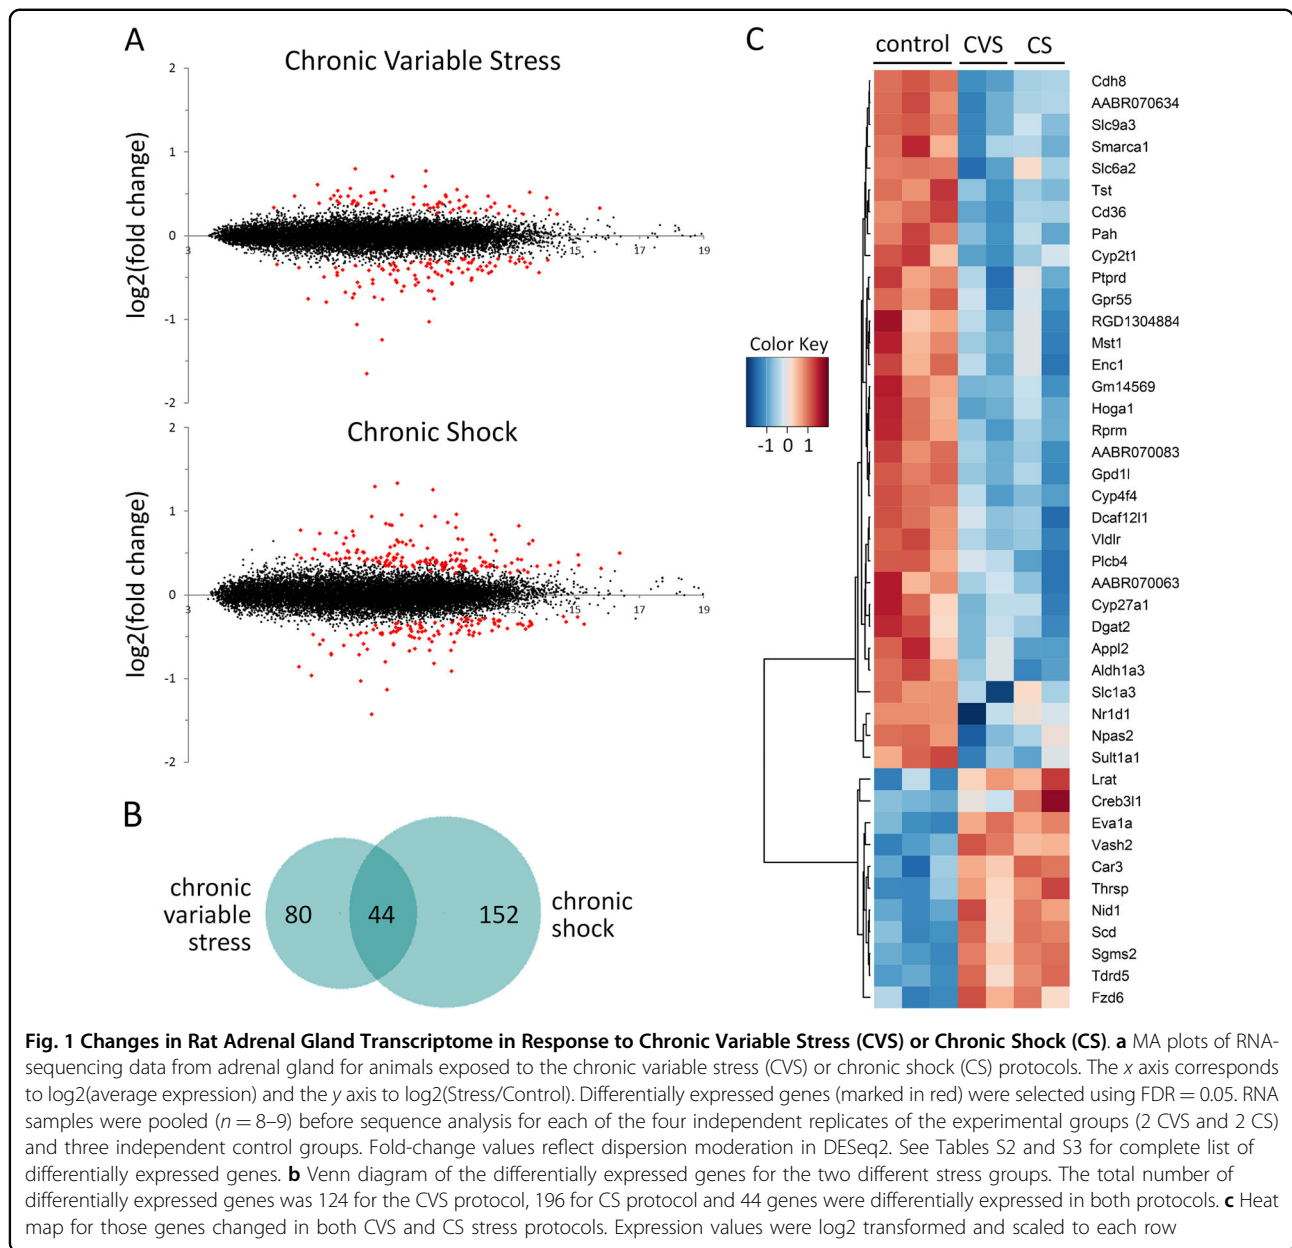 A
Chronic Variable Stress
log2(fold change)
2
1
0
-1
-2
3
15
17
19
Chronic Shock
log2(fold change)
2
1
0
-1
-2
3
13
15
17
19
B
chronic
variable
stress
80
44
152
chronic
shock
C
control
CVS
CS
Color Key
-1 0 1
Cdh8
AABR070634
Slc9a3
Smarca1
Slc6a2
Tst
Cd36
Pah
Cyp2t1
Ptprd
Gpr55
RGD1304884
Mst1
Enc1
Gm14569
Hoga1
Rprm
AABR070083
Gpd1l
Cyp4f4
Dcaf12l1
Vldlr
Plcb4
AABR070063
Cyp27a1
Dgat2
Appl2
Aldh1a3
Slc1a3
Nr1d1
Npas2
Sult1a1
Lrat
Creb3l1
Eva1a
Vash2
Car3
Thrsp
Nid1
Scd
Sgms2
Tdrd5
Fzd6
Fig. 1 Changes in Rat Adrenal Gland Transcriptome in Response to Chronic Variable Stress (CVS) or Chronic Shock (CS). a MA plots of RNA-
sequencing data from adrenal gland for animals exposed to the chronic variable stress (CVS) or chronic shock (CS) protocols. The x axis corresponds
to log2(average expression) and the y axis to log2(Stress/Control). Differentially expressed genes (marked in red) were selected using FDR = 0.05. RNA
samples were pooled (n = 8–9) before sequence analysis for each of the four independent replicates of the experimental groups (2 CVS and 2 CS)
and three independent control groups. Fold-change values reflect dispersion moderation in DESeq2. See Tables S2 and S3 for complete list of
differentially expressed genes. b Venn diagram of the differentially expressed genes for the two different stress groups. The total number of
differentially expressed genes was 124 for the CVS protocol, 196 for CS protocol and 44 genes were differentially expressed in both protocols. c Heat
map for those genes changed in both CVS and CS stress protocols. Expression values were log2 transformed and scaled to each row